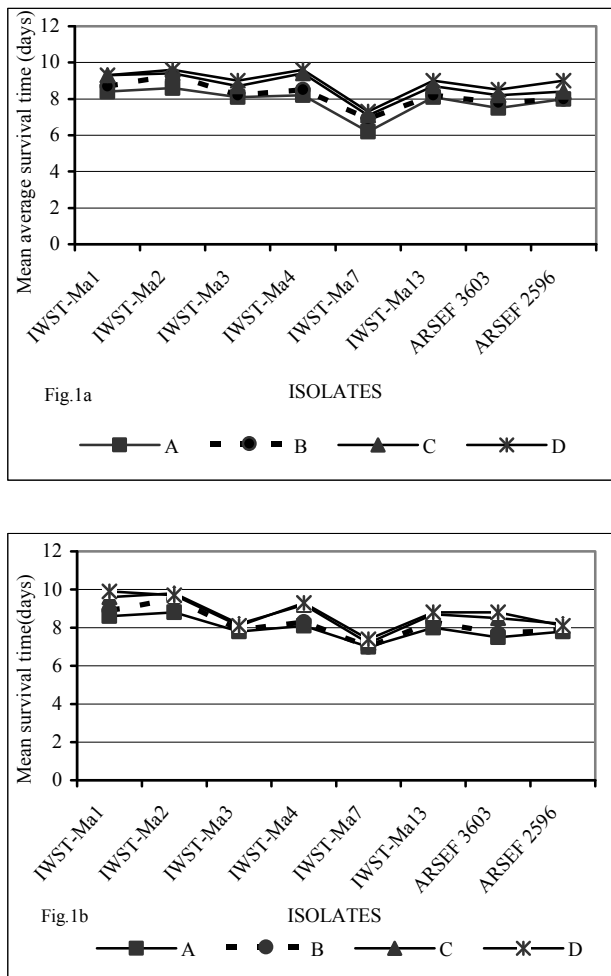 12
10
8
6
4
2
0
Mean average survival time (days)
IWST-Ma1
IWST-Ma2
IWST-Ma3
IWST-Ma4
IWST-Ma7
IWST-Ma13
ARSEF 3603
ARSEF 2596
Fig.1a
ISOLATES
A B C D
12
10
8
6
4
2
0
Mean survival time(days)
IWST-Ma1
IWST-Ma2
IWST-Ma3
IWST-Ma4
IWST-Ma7
IWST-Ma13
ARSEF 3603
ARSEF 2596
Fig.1b
ISOLATES
A B C D